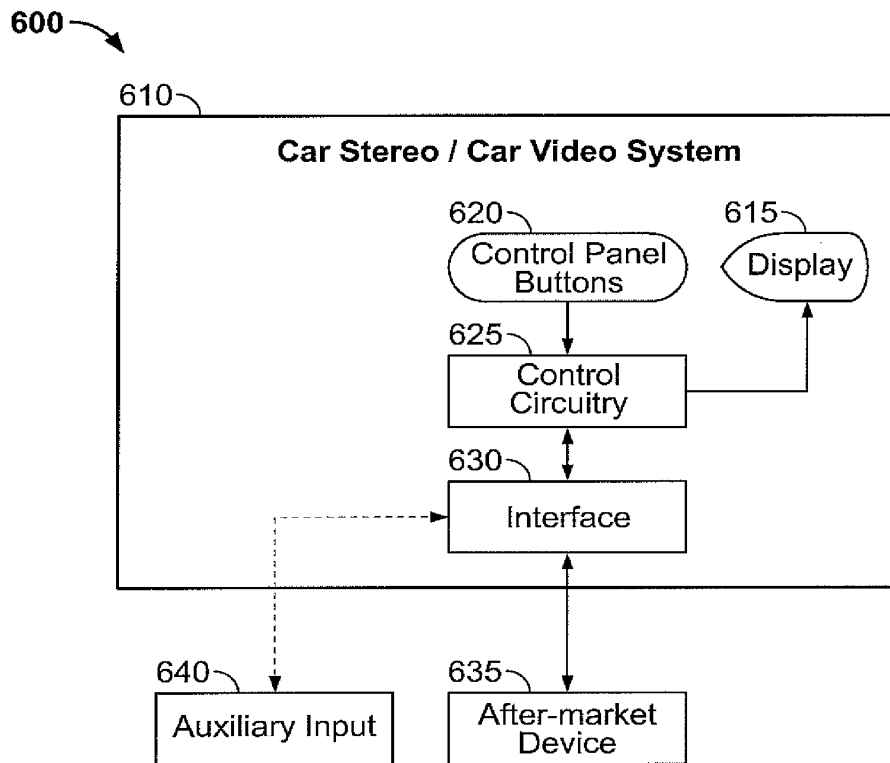 600
610
Car Stereo / Car Video System
620
615
Control Panel
Buttons
Display
625
Control
Circuitry
630
Interface
640
635
Auxiliary Input
After-market
Device